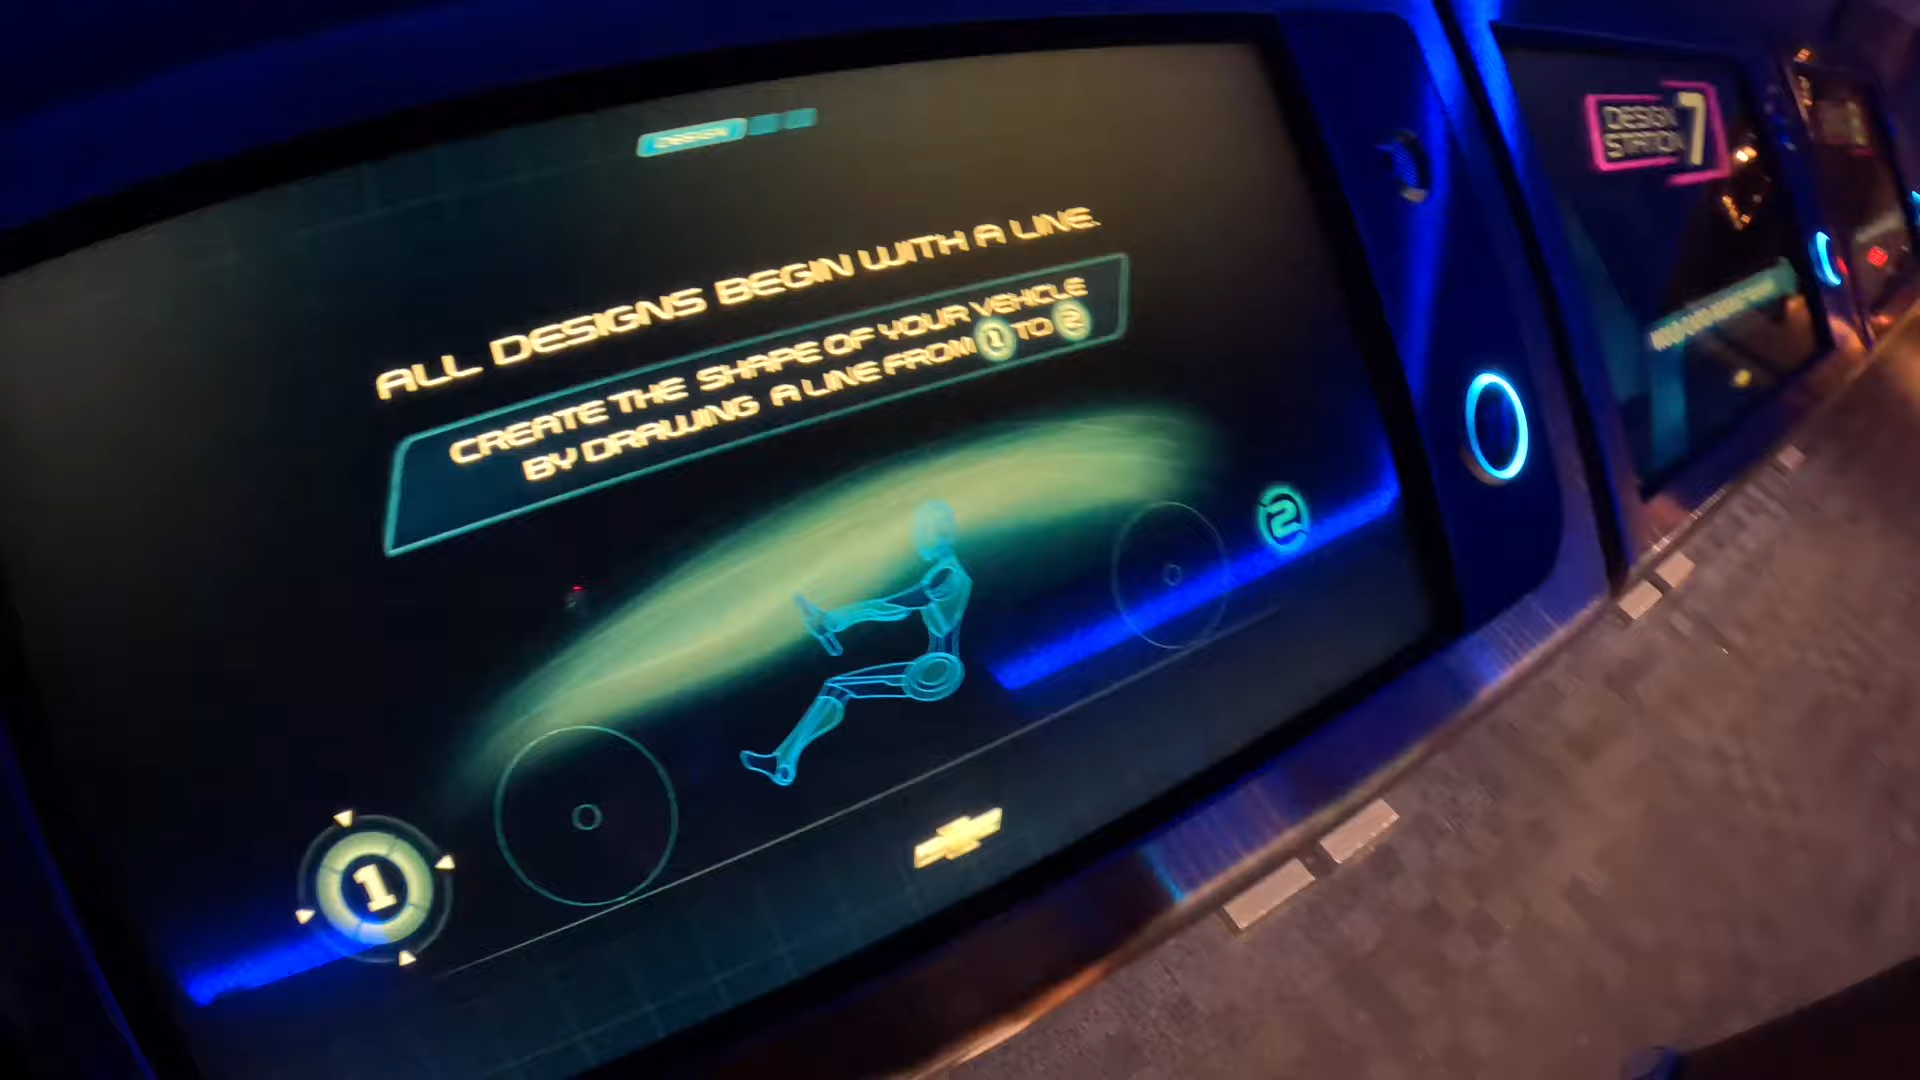 DESIGN
ALL DESIGNS BEGIN WITH A LINE.
CREATE THE SHAPE OF YOUR VEHICLE
BY DRAWING A LINE FROM 1 TO 2
2
1
DESIGN
STATION 7